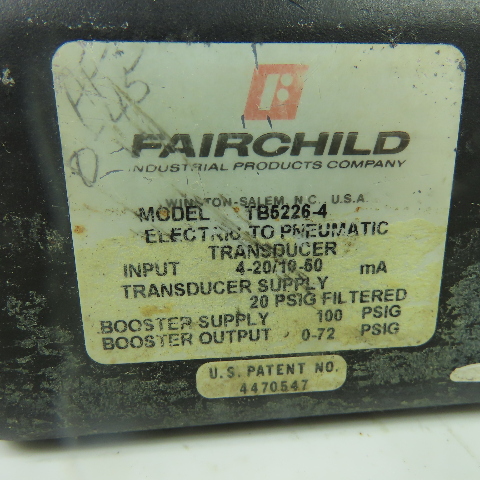 FAIRCHILD
INDUSTRIAL PRODUCTS COMPANY
WINSTON-SALEM, N.C. U.S.A.
MODEL TB5226-4
ELECTRIC TO PNEUMATIC
TRANSDUCER
INPUT 4-20/10-50 mA
TRANSDUCER SUPPLY
20 PSIG FILTERED
BOOSTER SUPPLY 100 PSIG
BOOSTER OUTPUT 0-72 PSIG
U.S. PATENT NO.
4470547